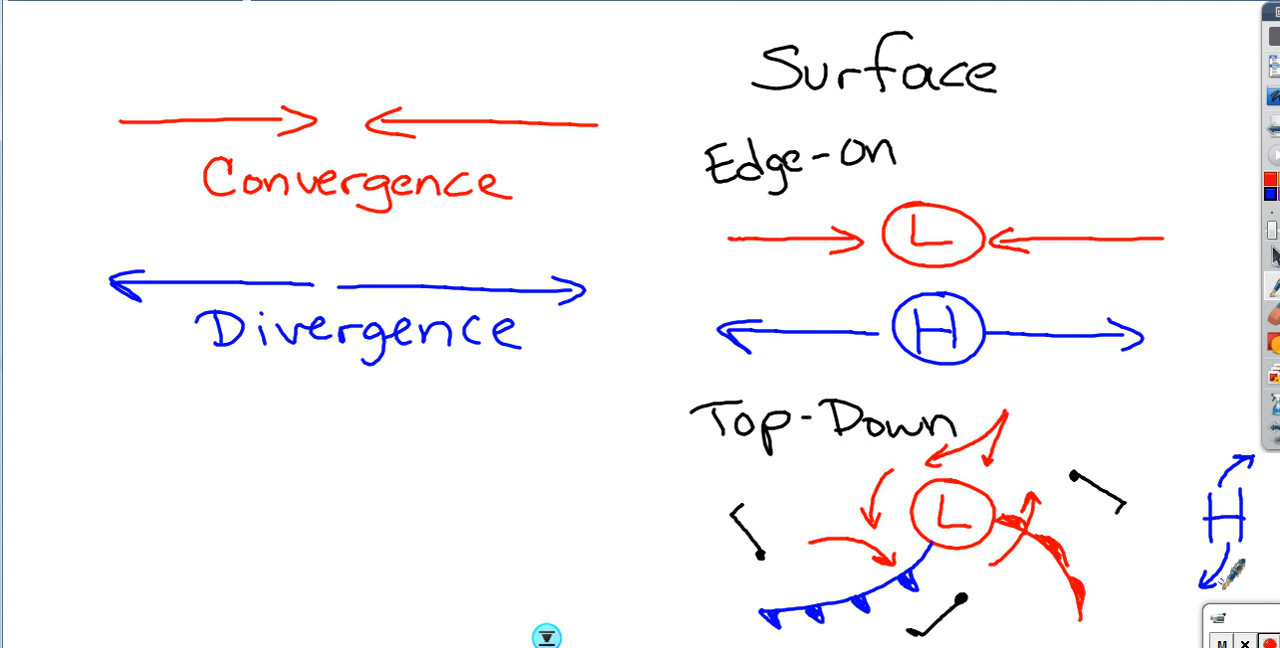 Surface
Convergence
Divergence
Edge-on
L
H
Top-Down
L
H
M